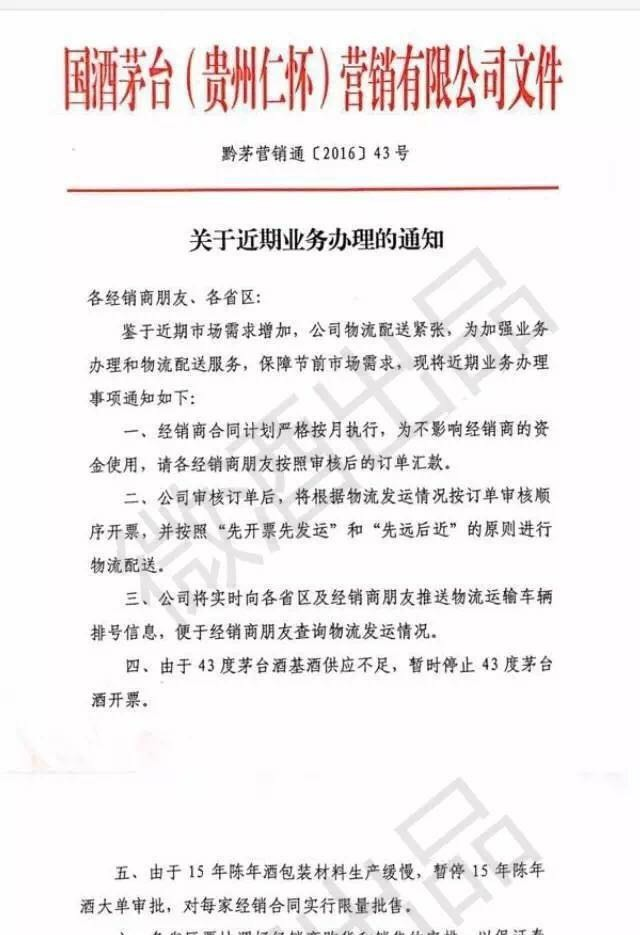 国酒茅台（贵州仁怀）营销有限公司文件
黔茅营销通〔2016〕43号
关于近期业务办理的通知
各经销商朋友、各省区：
鉴于近期市场需求增加，公司物流配送紧张，为加强业务
办理和物流配送服务，保障节前市场需求，现将近期业务办理
事项通知如下：
一、经销商合同计划严格按月执行，为不影响经销商的资
金使用，请各经销商朋友按照审核后的订单汇款。
二、公司审核订单后，将根据物流发运情况按订单审核顺
序开票，并按照“先开票先发运”和“先远后近”的原则进行
物流配送。
三、公司将实时向各省区及经销商朋友推送物流运输车辆
排号信息，便于经销商朋友查询物流发运情况。
四、由于43度茅台酒基酒供应不足，暂时停止43度茅台
酒开票。
微酒出品
五、由于15年陈年酒包装材料生产缓慢，暂停15年陈年
酒大单审批，对每家经销合同实行限量批售。
出品